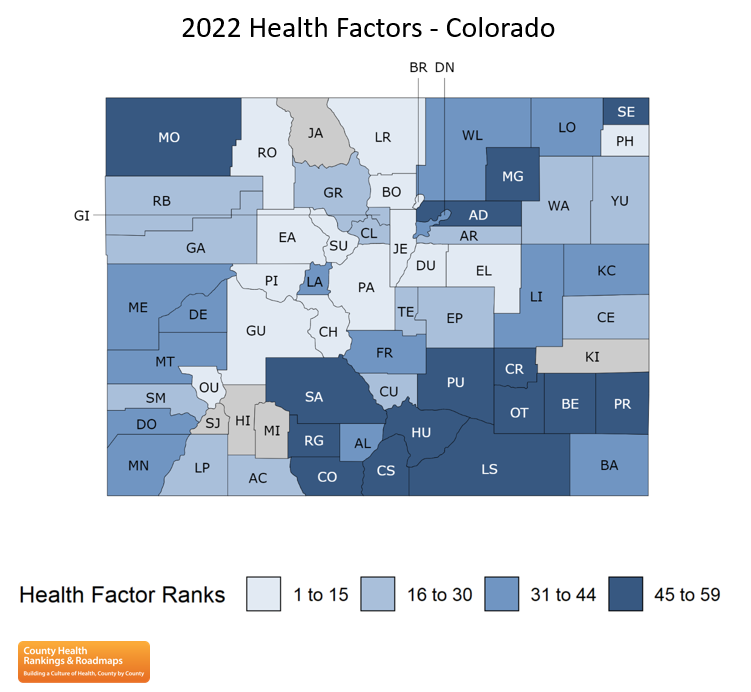 2022 Health Factors - Colorado
BR DN
MO
RO
JA
LR
WL
LO
SE
PH
MG
RB
GR
BO
WA
YU
GI
AD
CL
AR
EA
SU
JE
GA
DU
EL
KC
PI
LA
PA
LI
ME
DE
TE
EP
CE
GU
CH
FR
KI
MT
CR
OU
PU
SM
SA
CU
OT
BE
PR
DO
SJ
HI
MI
HU
RG
AL
MN
LP
AC
CO
CS
LS
BA
Health Factor Ranks 1 to 15 16 to 30 31 to 44 45 to 59
County Health
Rankings & Roadmaps
Building a Culture of Health, County by County